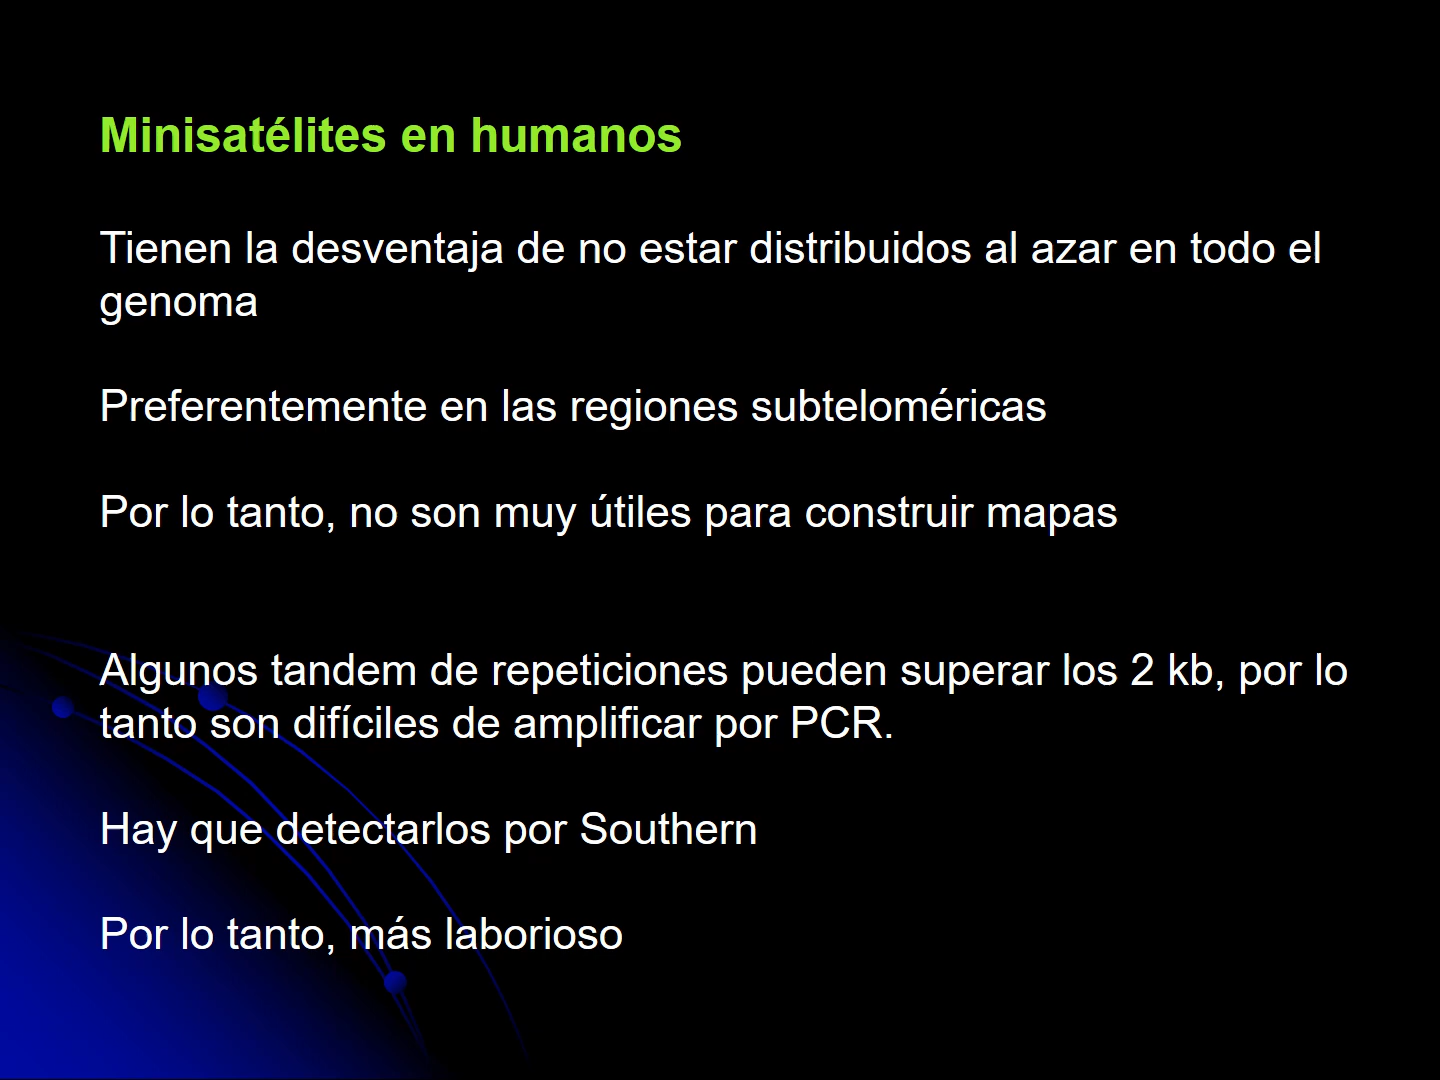 Minisatélites en humanos
Tienen la desventaja de no estar distribuidos al azar en todo el
genoma
Preferentemente en las regiones subteloméricas
Por lo tanto, no son muy útiles para construir mapas
Algunos tandem de repeticiones pueden superar los 2 kb, por lo
tanto son difíciles de amplificar por PCR.
Hay que detectarlos por Southern
Por lo tanto, más laborioso